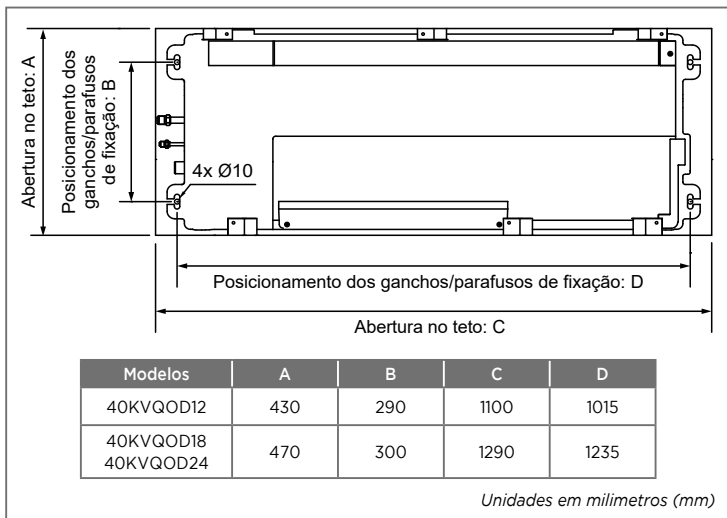 Abertura no teto: A
Posicionamento dos
ganchos/parafusos
de fixação: B
4x Ø10
Posicionamento dos ganchos/parafusos de fixação: D
Abertura no teto: C
Modelos A B C D
40KVQOD12 430 290 1100 1015
40KVQOD18
40KVQOD24 470 300 1290 1235
Unidades em milimetros (mm)